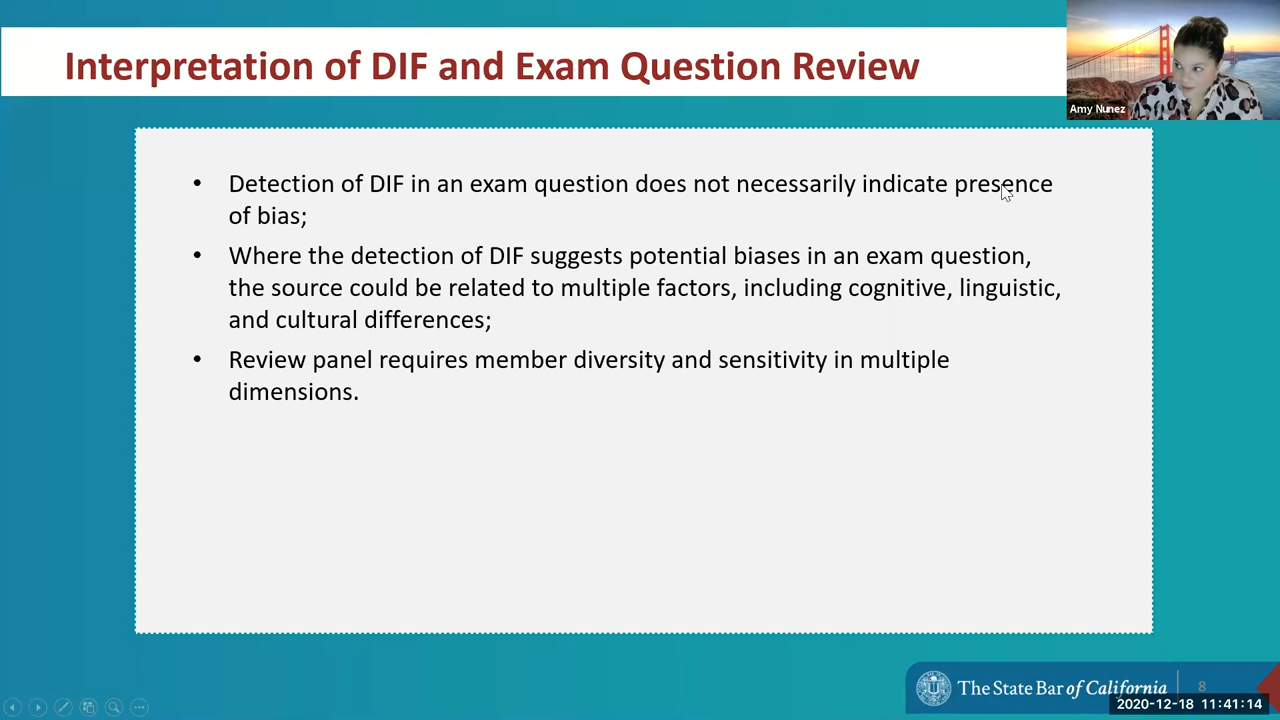 Interpretation of DIF and Exam Question Review
Amy Nunez
• Detection of DIF in an exam question does not necessarily indicate presence
of bias;
• Where the detection of DIF suggests potential biases in an exam question,
the source could be related to multiple factors, including cognitive, linguistic,
and cultural differences;
• Review panel requires member diversity and sensitivity in multiple
dimensions.
The State Bar of California
8
2020-12-18 11:41:14